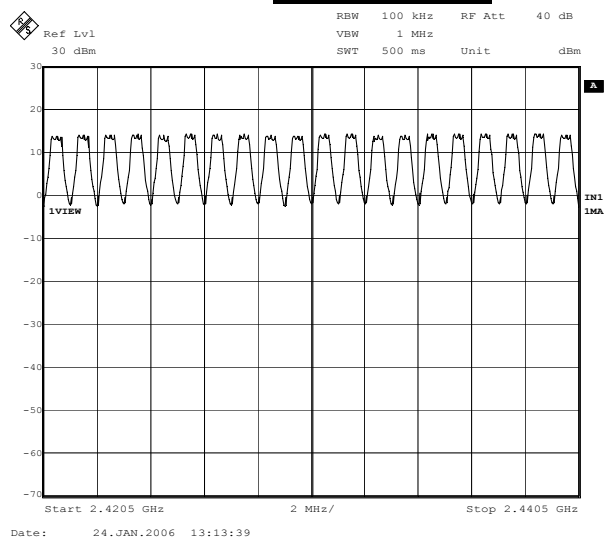 RBW 100 kHz RF Att 40 dB
Ref Lvl VBW 1 MHz
30 dBm SWT 500 ms Unit dBm
30
A
20
10
0
IN1
1VIEW 1MA
-10
-20
-30
-40
-50
-60
-70
Start 2.4205 GHz 2 MHz/ Stop 2.4405 GHz
Date: 24.JAN.2006 13:13:39